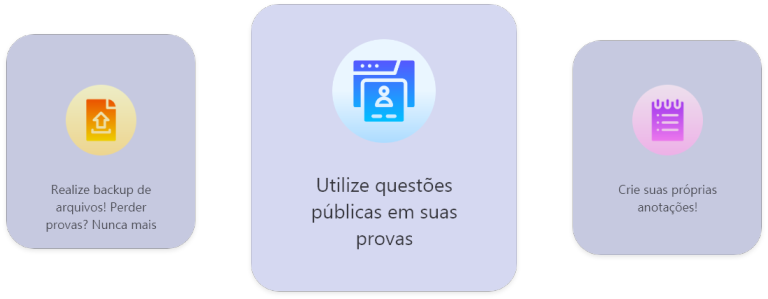 Realize backup de
arquivos! Perder
provas? Nunca mais
Utilize questões
públicas em suas
provas
Crie suas próprias
anotações!